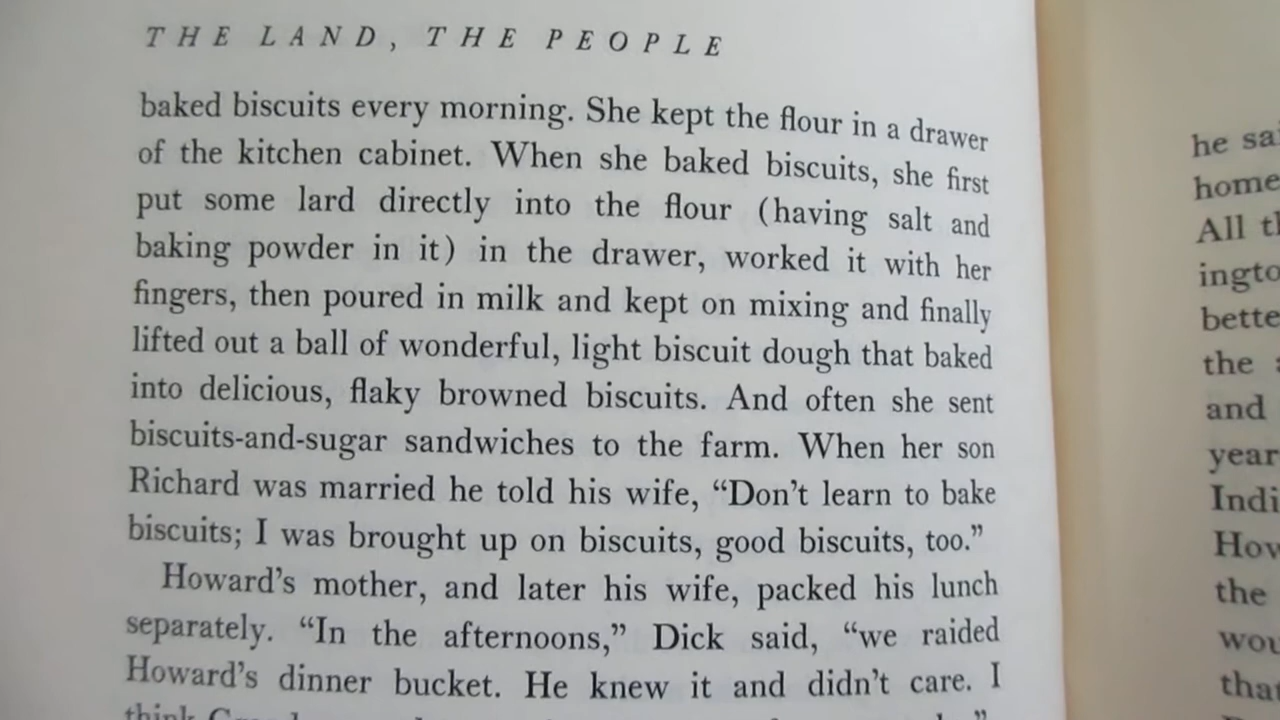 THE LAND, THE PEOPLE
baked biscuits every morning. She kept the flour in a drawer
of the kitchen cabinet. When she baked biscuits, she first
put some lard directly into the flour (having salt and
baking powder in it) in the drawer, worked it with her
fingers, then poured in milk and kept on mixing and finally
lifted out a ball of wonderful, light biscuit dough that baked
into delicious, flaky browned biscuits. And often she sent
biscuits-and-sugar sandwiches to the farm. When her son
Richard was married he told his wife, “Don’t learn to bake
biscuits; I was brought up on biscuits, good biscuits, too.”
Howard’s mother, and later his wife, packed his lunch
separately. “In the afternoons,” Dick said, “we raided
Howard’s dinner bucket. He knew it and didn’t care. I
think
he
home
All
the
and
the